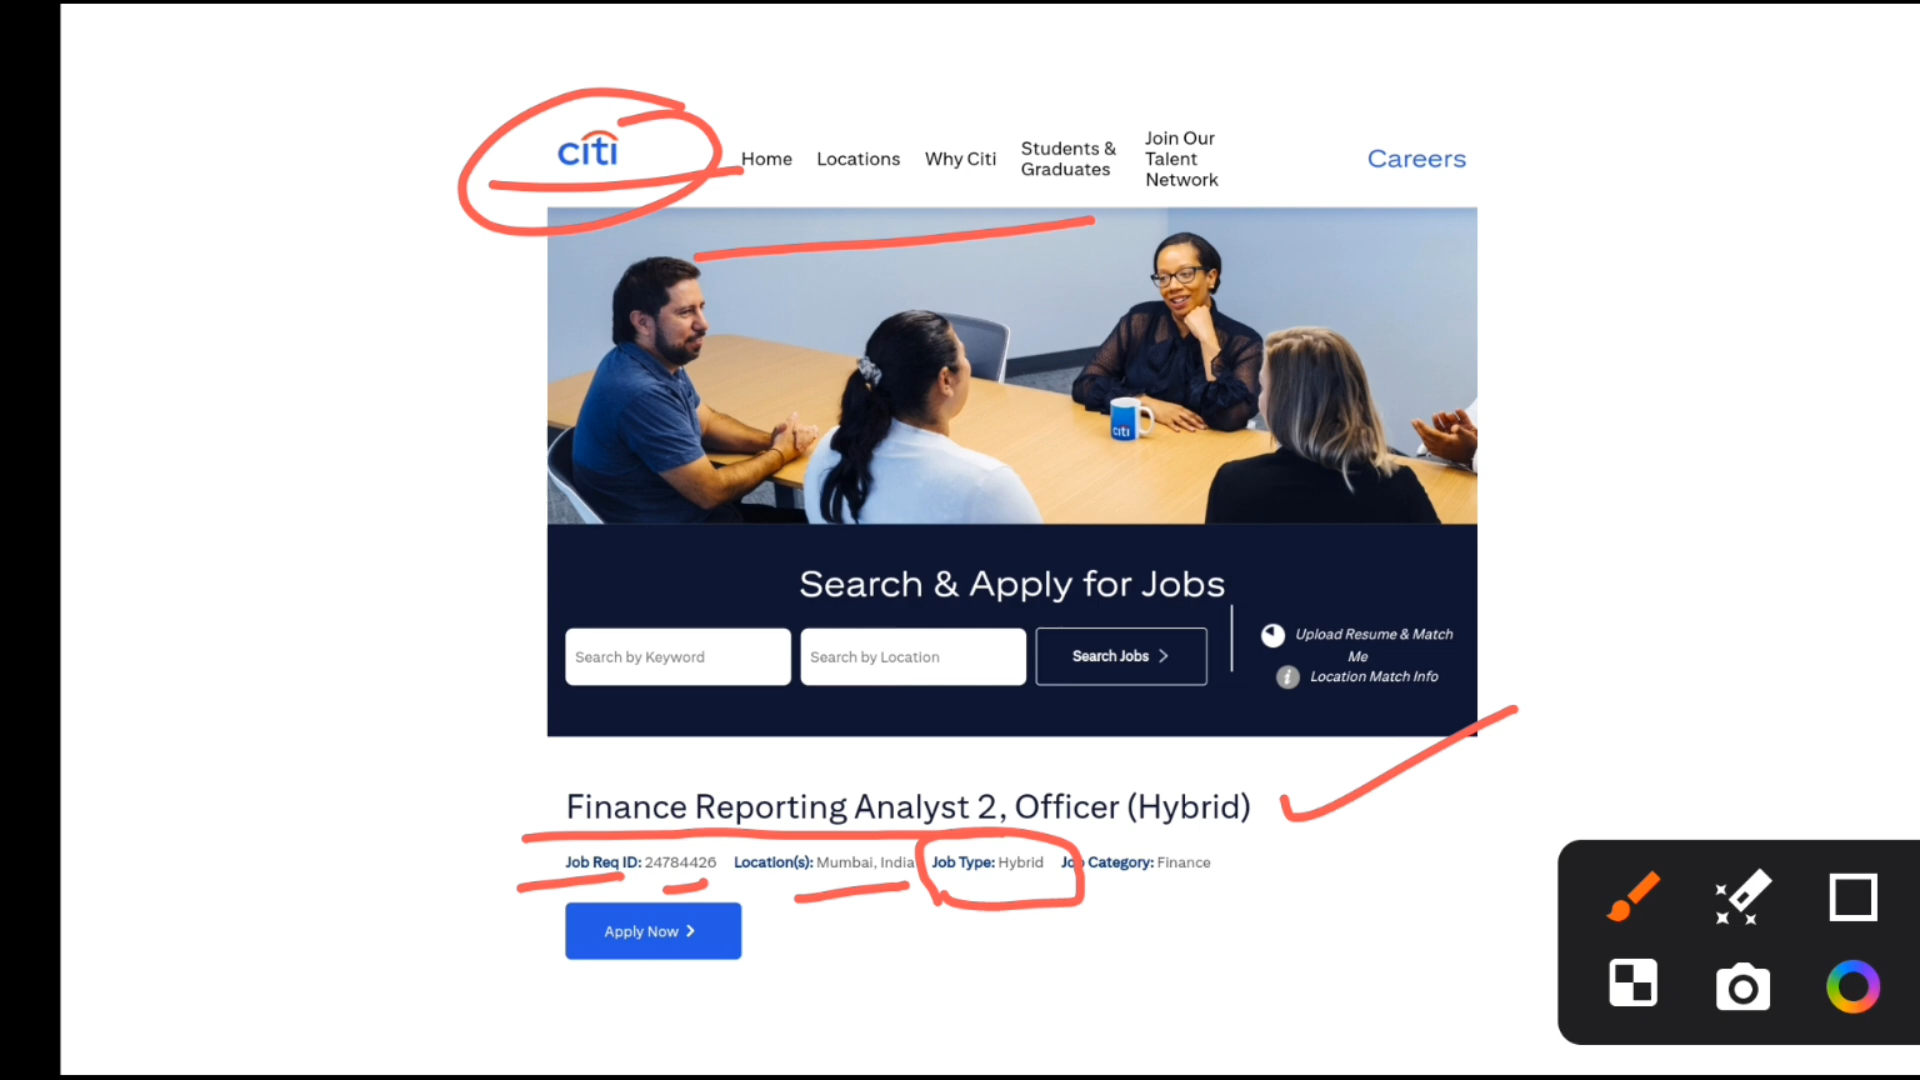 citi
Home
Locations
Why Citi
Students &
Graduates
Join Our
Talent
Network
Careers
citi
Search & Apply for Jobs
Search by Keyword
Search by Location
Search Jobs
Upload Resume & Match
Me
Location Match Info
Finance Reporting Analyst 2, Officer (Hybrid)
Job Req ID: 24784426 Location(s): Mumbai, India Job Type: Hybrid Job Category: Finance
Apply Now